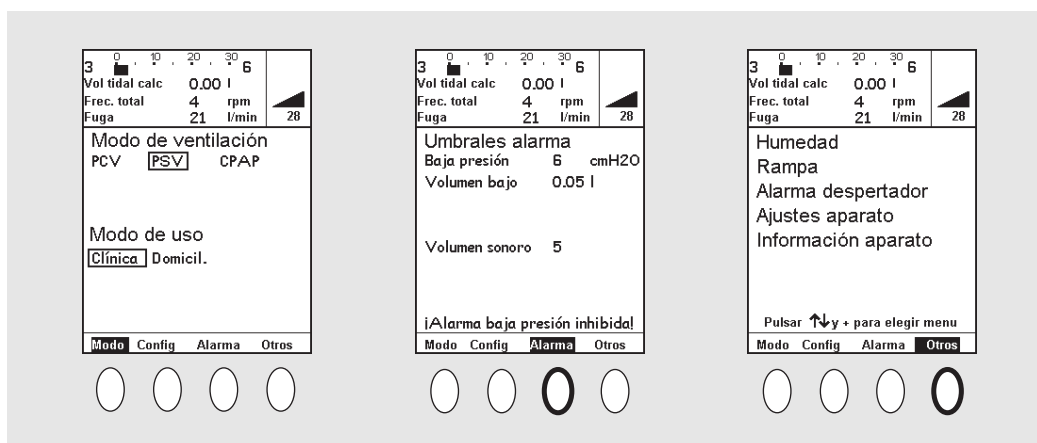 0 10 20 30
3 6
Vol tidal calc 0.00 l
Frec. total 4 rpm
Fuga 21 l/min 28
Modo de ventilación
PCV PSV CPAP
Modo de uso
Clínica Domicil.
Modo Config Alarma Otros
0 10 20 30
3 6
Vol tidal calc 0.00 l
Frec. total 4 rpm
Fuga 21 l/min 28
Umbrales alarma
Baja presión 6 cmH2O
Volumen bajo 0.05 l
Volumen sonoro 5
¡Alarma baja presión inhibida!
Modo Config Alarma Otros
0 10 20 30
3 6
Vol tidal calc 0.00 l
Frec. total 4 rpm
Fuga 21 l/min 28
Humedad
Rampa
Alarma despertador
Ajustes aparato
Información aparato
Pulsar ↑↓ y + para elegir menu
Modo Config Alarma Otros